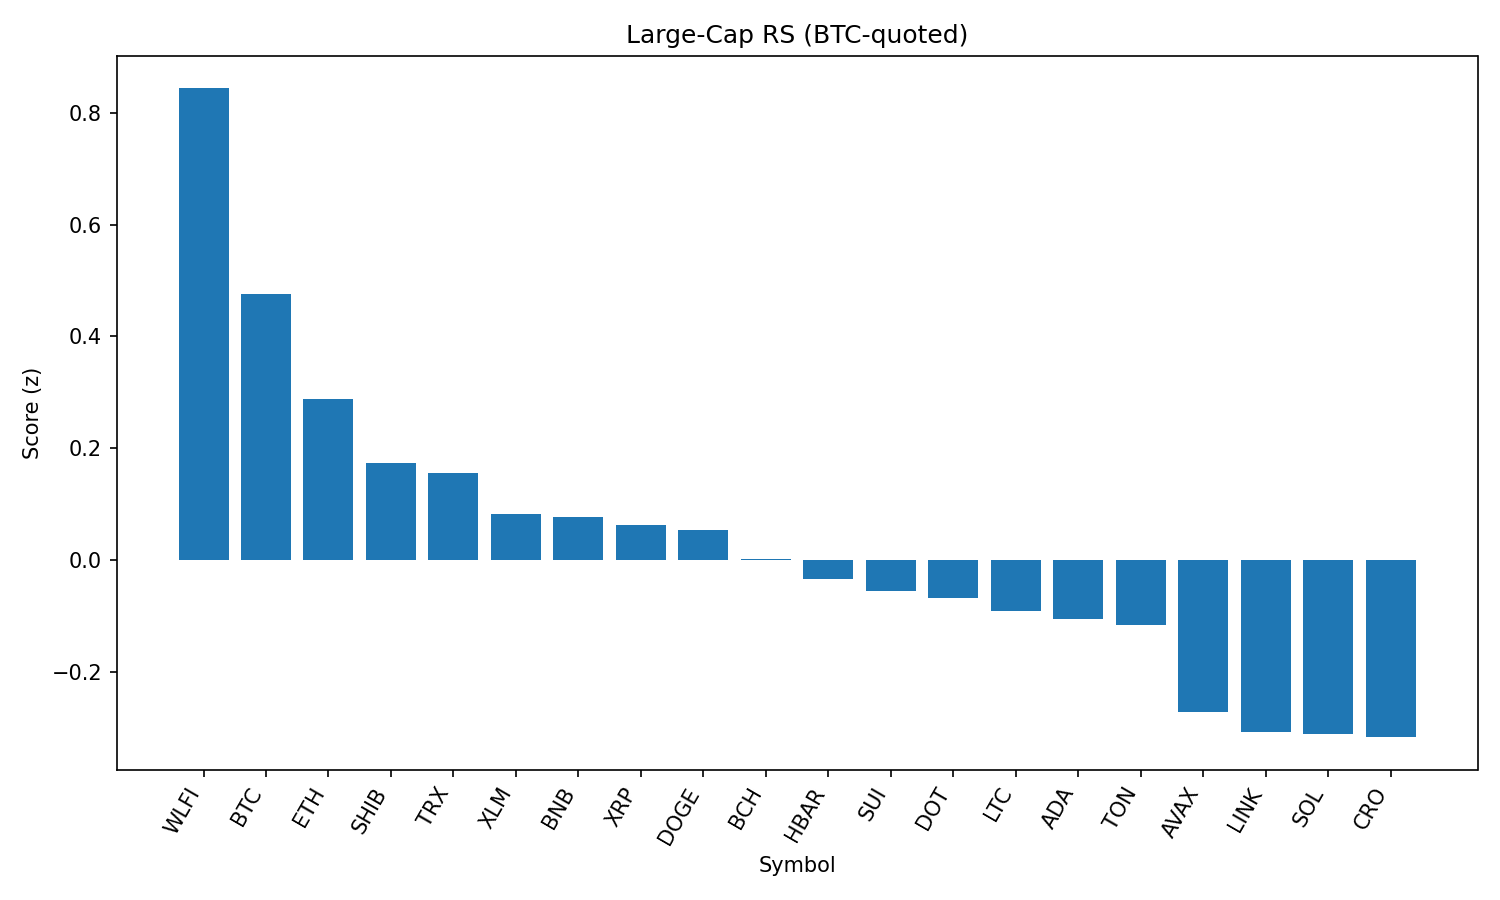 Large-Cap RS (BTC-quoted)
Score (z)
0.8
0.6
0.4
0.2
0.0
−0.2
WLFI
BTC
ETH
SHIB
TRX
XLM
BNB
XRP
DOGE
BCH
HBAR
SUI
DOT
LTC
ADA
TON
AVAX
LINK
SOL
CRO
Symbol